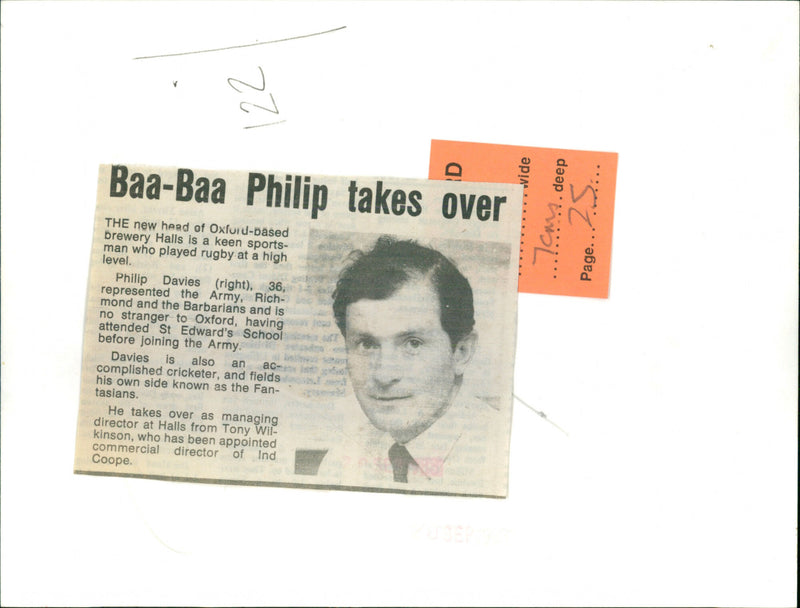 122
Baa-Baa Philip takes over
THE new head of Oxford-based
brewery Halls is a keen sports-
man who played rugby at a high
level.
Philip Davies (right), 36,
represented the Army, Rich-
mond and the Barbarians and is
no stranger to Oxford, having
attended St Edward's School
before joining the Army.
Davies is also an ac-
complished cricketer, and fields
his own side known as the Fan-
tasians.
He takes over as managing
director at Halls from Tony Wil-
kinson, who has been appointed
commercial director of Ind
Coope.
RD
wide
7cms deep
Page 25